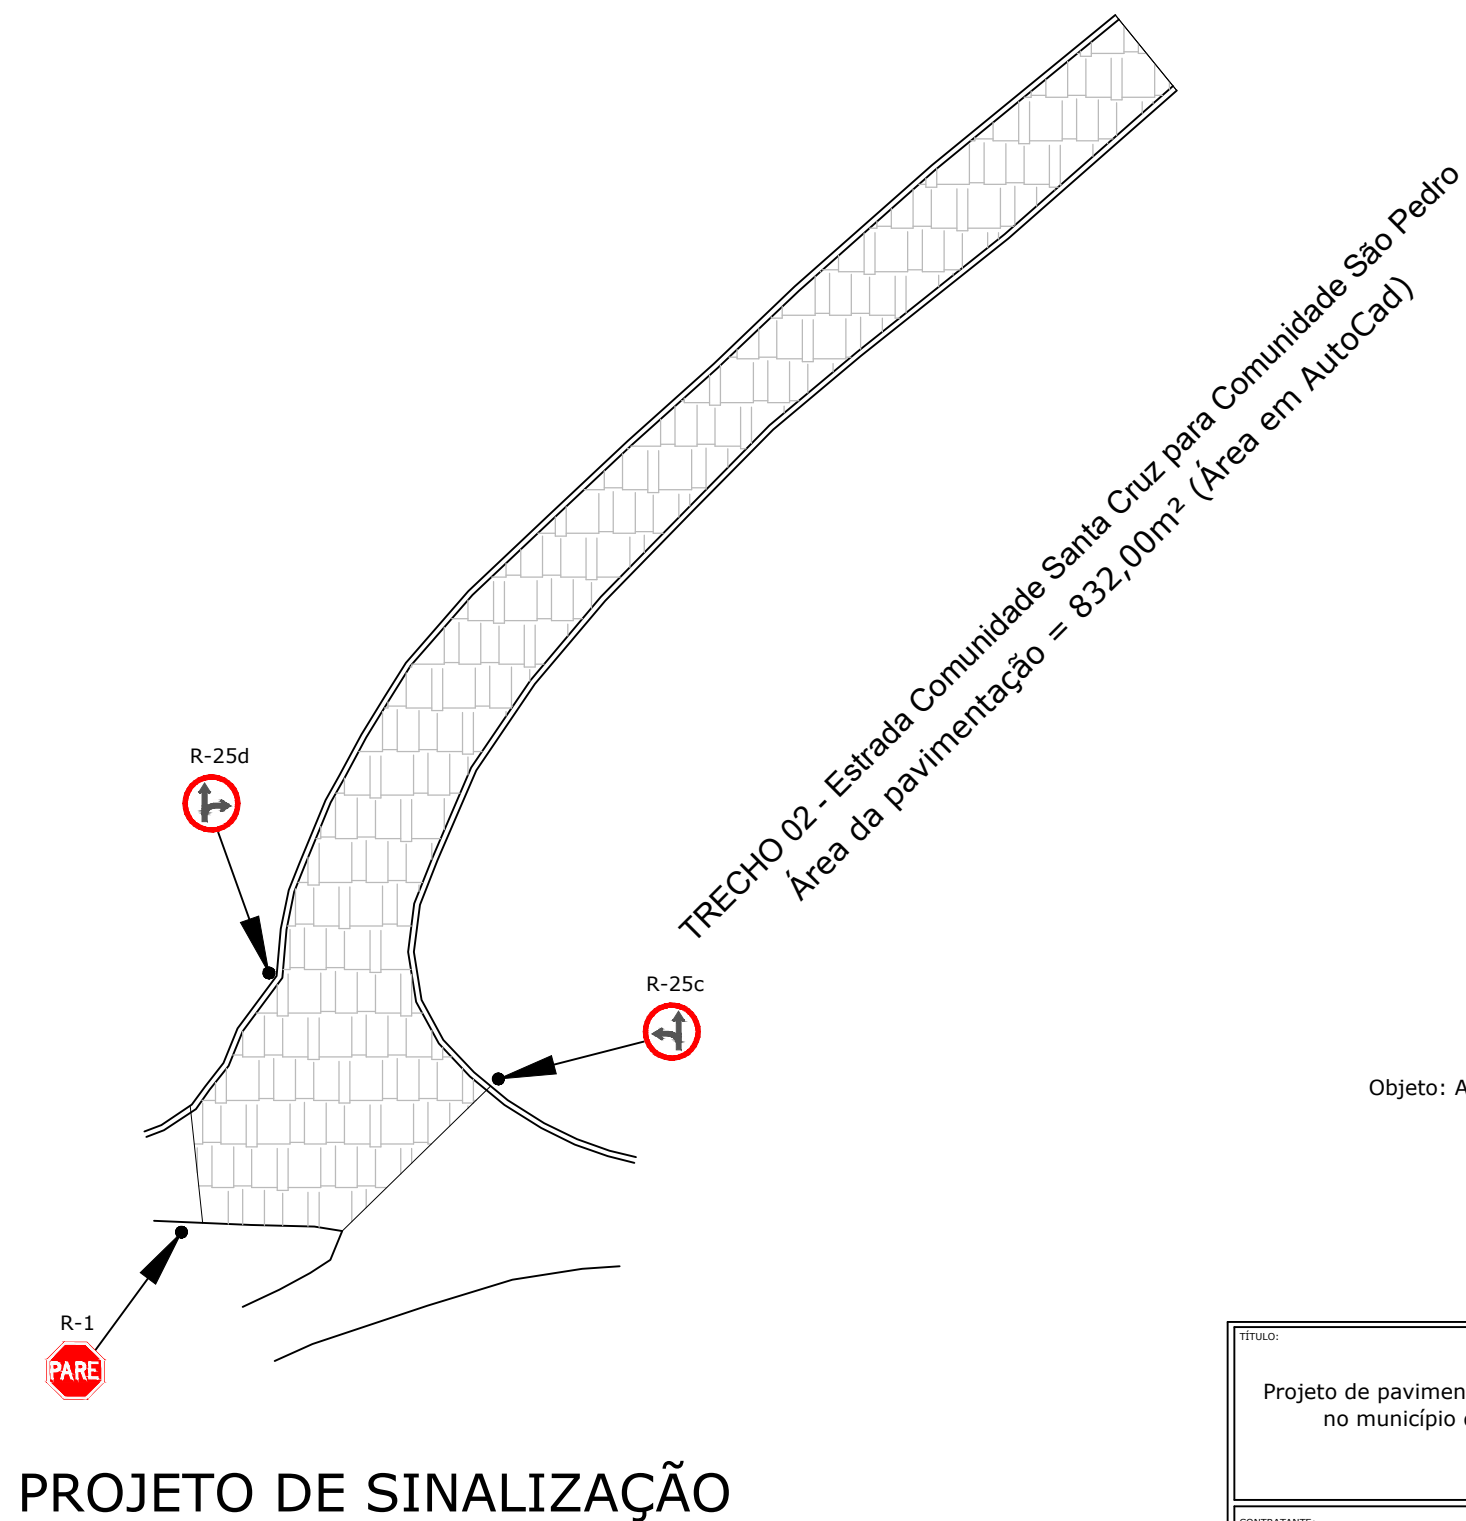 TRECHO 02 - Estrada Comunidade Santa Cruz para Comunidade São Pedro
Área da pavimentação = 832,00m² (Área em AutoCad)
R-25d
R-25c
Objeto: A
R-1
PARE
TÍTULO:
Projeto de pavimen
no município
PROJETO DE SINALIZAÇÃO
CONTRATANTE: